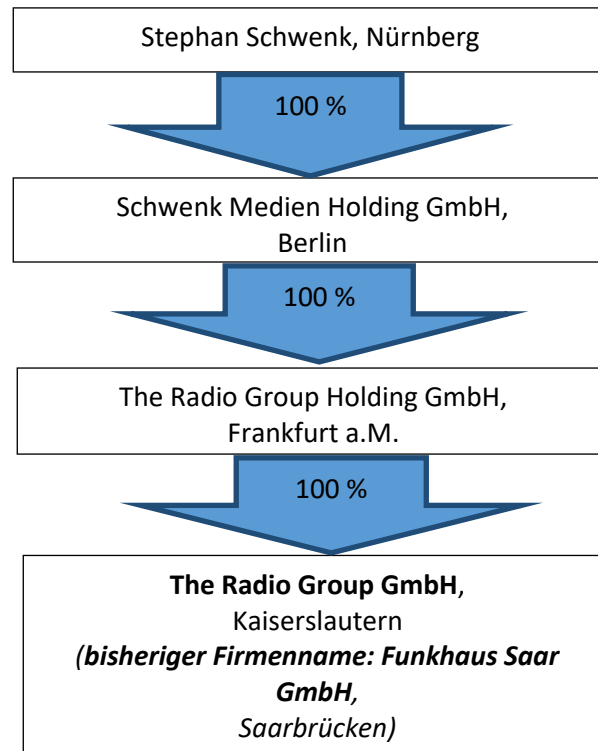 Stephan Schwenk, Nürnberg
100 %
Schwenk Medien Holding GmbH,
Berlin
100 %
The Radio Group Holding GmbH,
Frankfurt a.M.
100 %
The Radio Group GmbH,
Kaiserslautern
(bisheriger Firmenname: Funkhaus Saar
GmbH,
Saarbrücken)